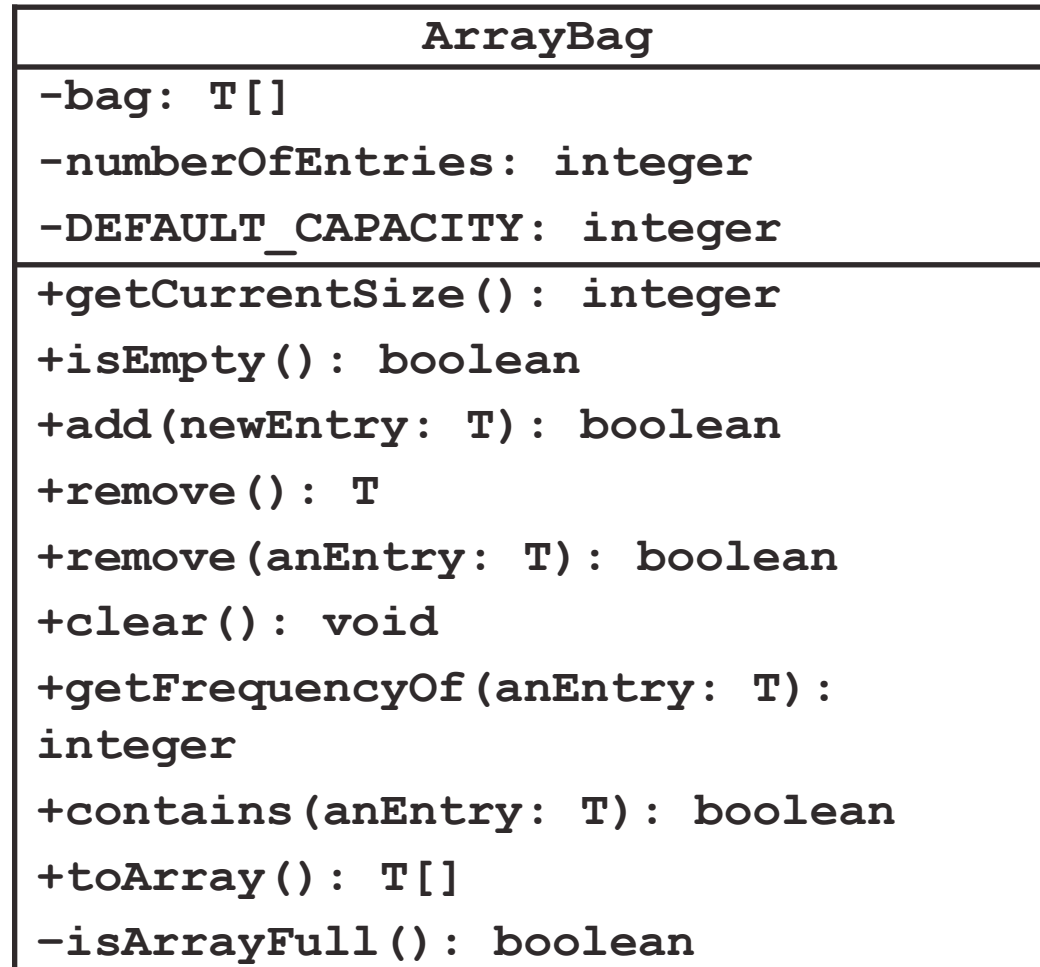 ArrayBag
-bag: T[]
-numberOfEntries: integer
-DEFAULT_CAPACITY: integer
+getCurrentSize(): integer
+isEmpty(): boolean
+add(newEntry: T): boolean
+remove(): T
+remove(anEntry: T): boolean
+clear(): void
+getFrequencyOf(anEntry: T):
integer
+contains(anEntry: T): boolean
+toArray(): T[]
–isArrayFull(): boolean